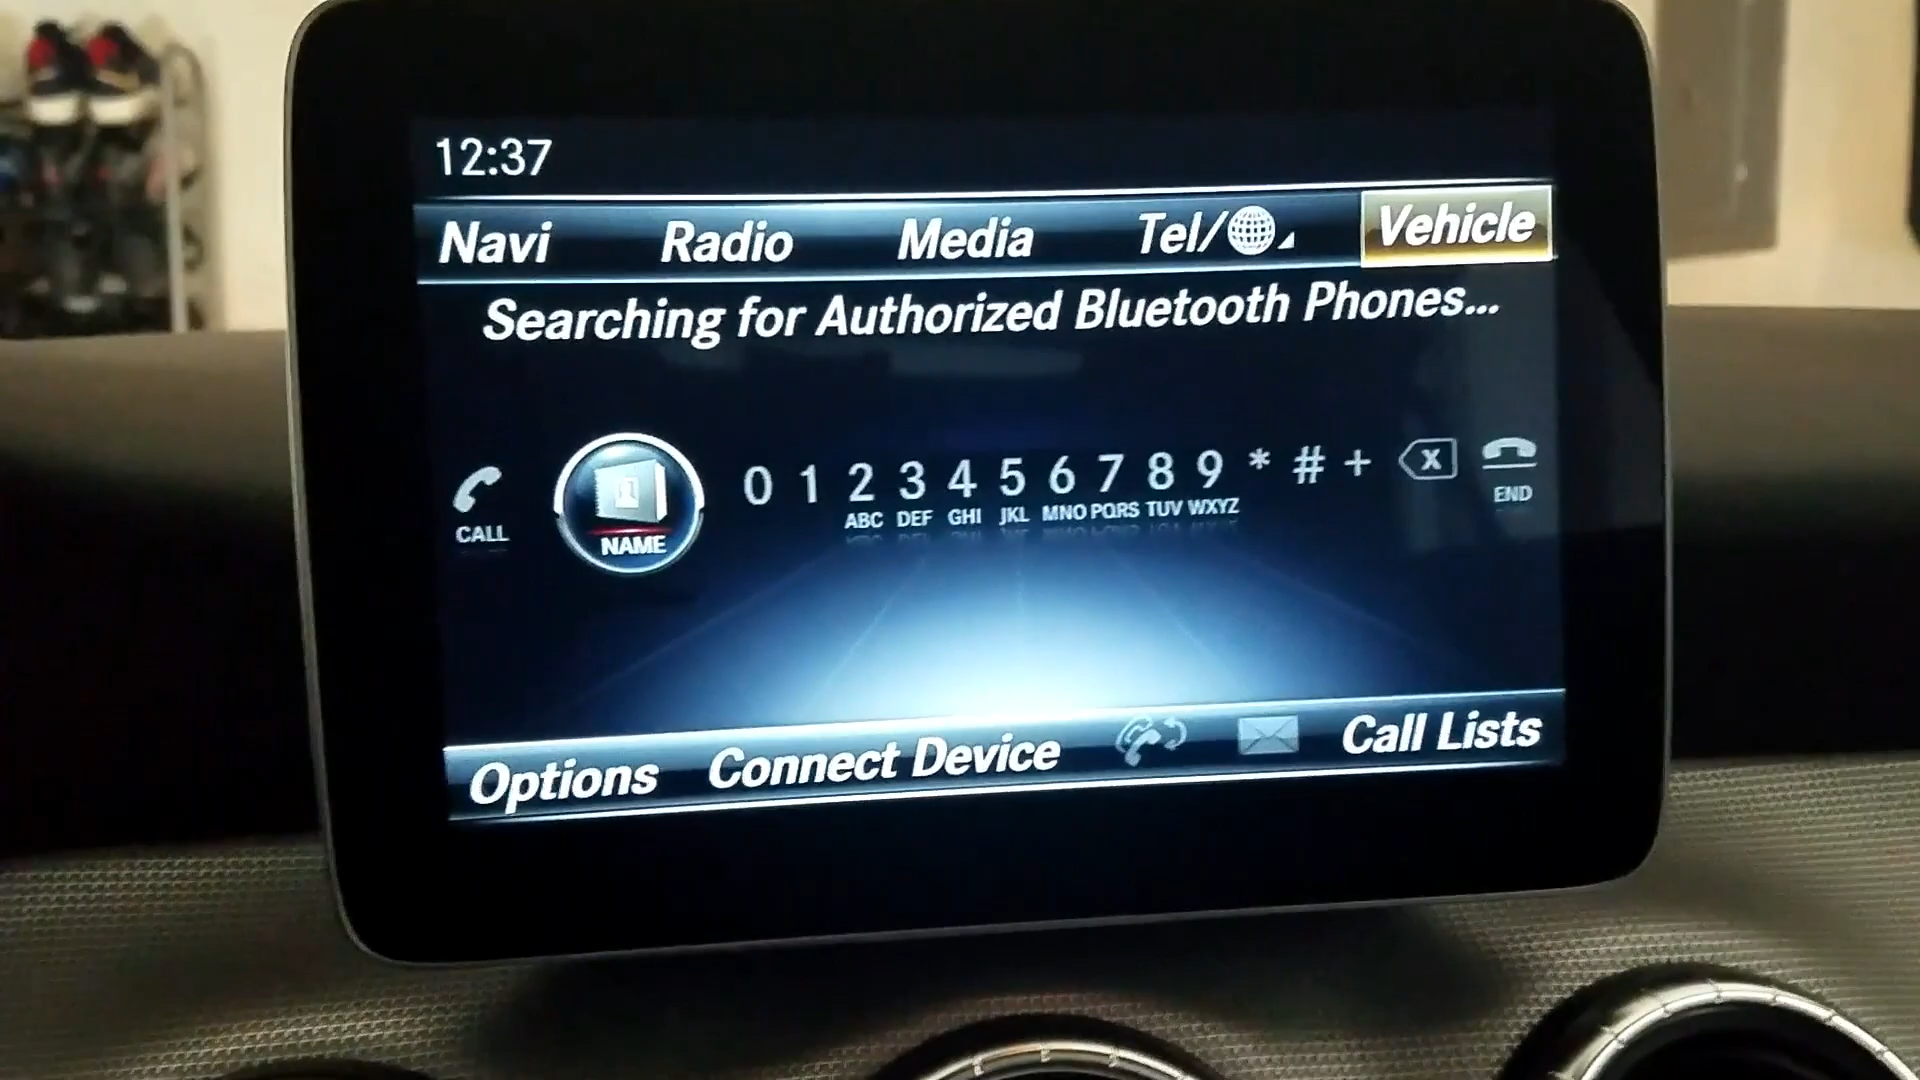 12:37
Navi Radio Media Tel/ Vehicle
Searching for Authorized Bluetooth Phones...
CALL NAME 0 1 2 ABC 3 DEF 4 GHI 5 JKL 6 MNO 7 PQRS 8 TUV 9 WXYZ * # + X END
Options Connect Device Call Lists